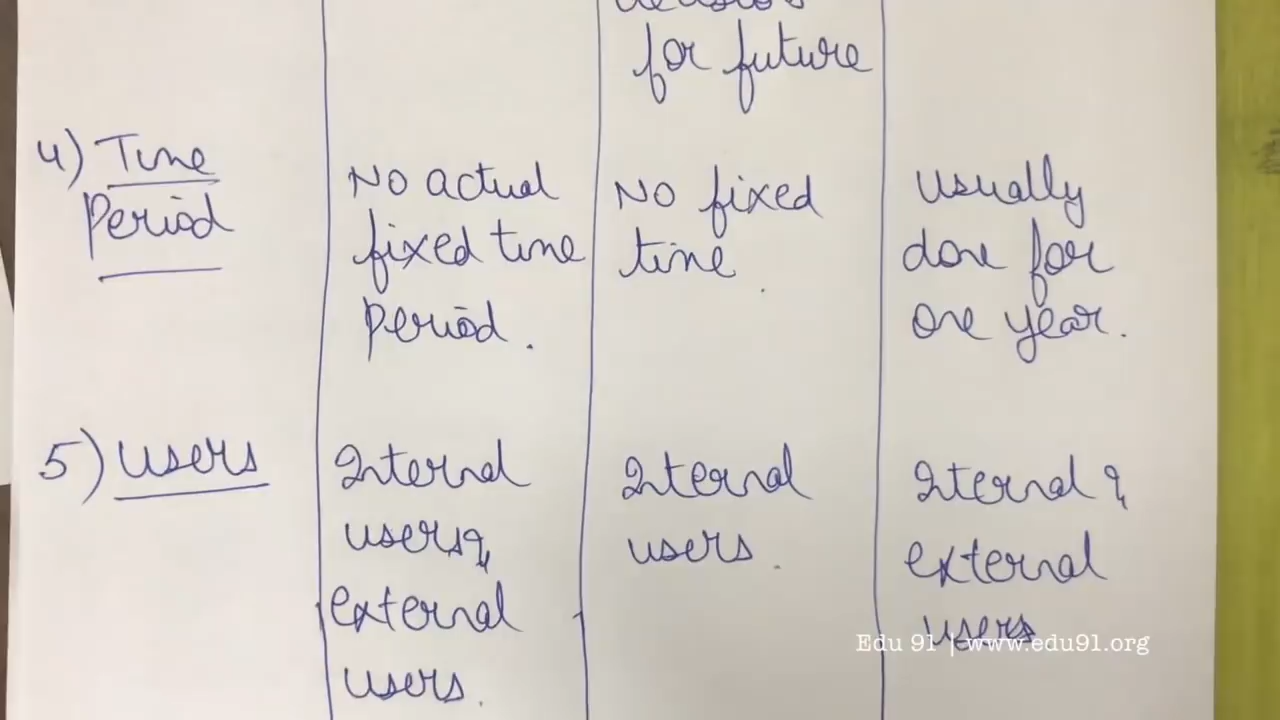 for future
4) Time
Period
No actual
fixed time
Period.
No fixed
time.
usually
done for
one year.
5) users
Internal
users &
external
users.
Internal
users.
Internal &
external
users
Edu 91 | www.edu91.org